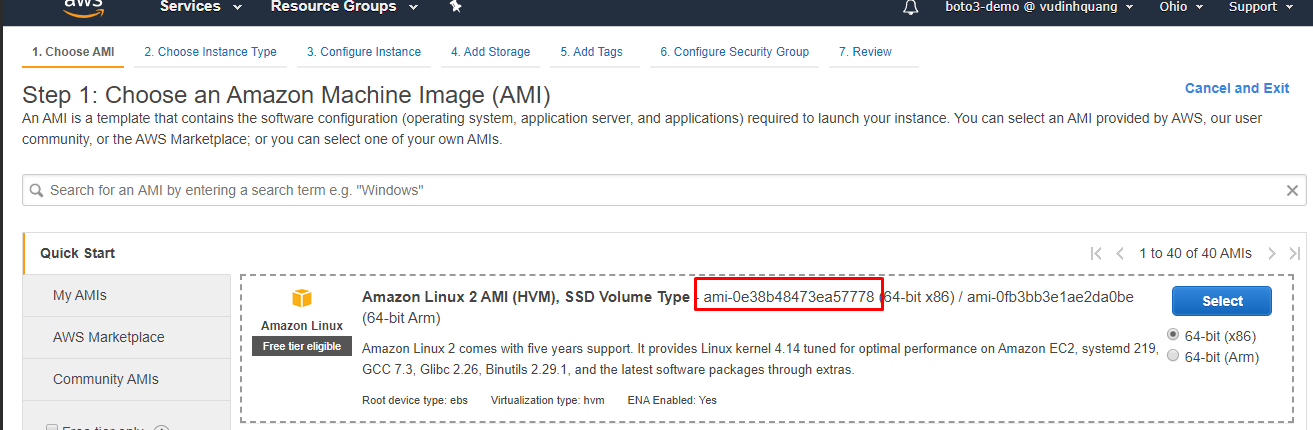 aws
Services
Resource Groups
boto3-demo @ vudinhquang
Ohio
Support
1. Choose AMI
2. Choose Instance Type
3. Configure Instance
4. Add Storage
5. Add Tags
6. Configure Security Group
7. Review
Step 1: Choose an Amazon Machine Image (AMI)
Cancel and Exit
An AMI is a template that contains the software configuration (operating system, application server, and applications) required to launch your instance. You can select an AMI provided by AWS, our user
community, or the AWS Marketplace; or you can select one of your own AMIs.
Search for an AMI by entering a search term e.g. "Windows"
Quick Start
My AMIs
AWS Marketplace
Community AMIs
Free tier only
1 to 40 of 40 AMIs
Amazon Linux
Free tier eligible
Amazon Linux 2 AMI (HVM), SSD Volume Type - ami-0e38b48473ea57778 (64-bit x86) / ami-0fb3bb3e1ae2da0be
(64-bit Arm)
Amazon Linux 2 comes with five years support. It provides Linux kernel 4.14 tuned for optimal performance on Amazon EC2, systemd 219,
GCC 7.3, Glibc 2.26, Binutils 2.29.1, and the latest software packages through extras.
Root device type: ebs
Virtualization type: hvm
ENA Enabled: Yes
Select
64-bit (x86)
64-bit (Arm)